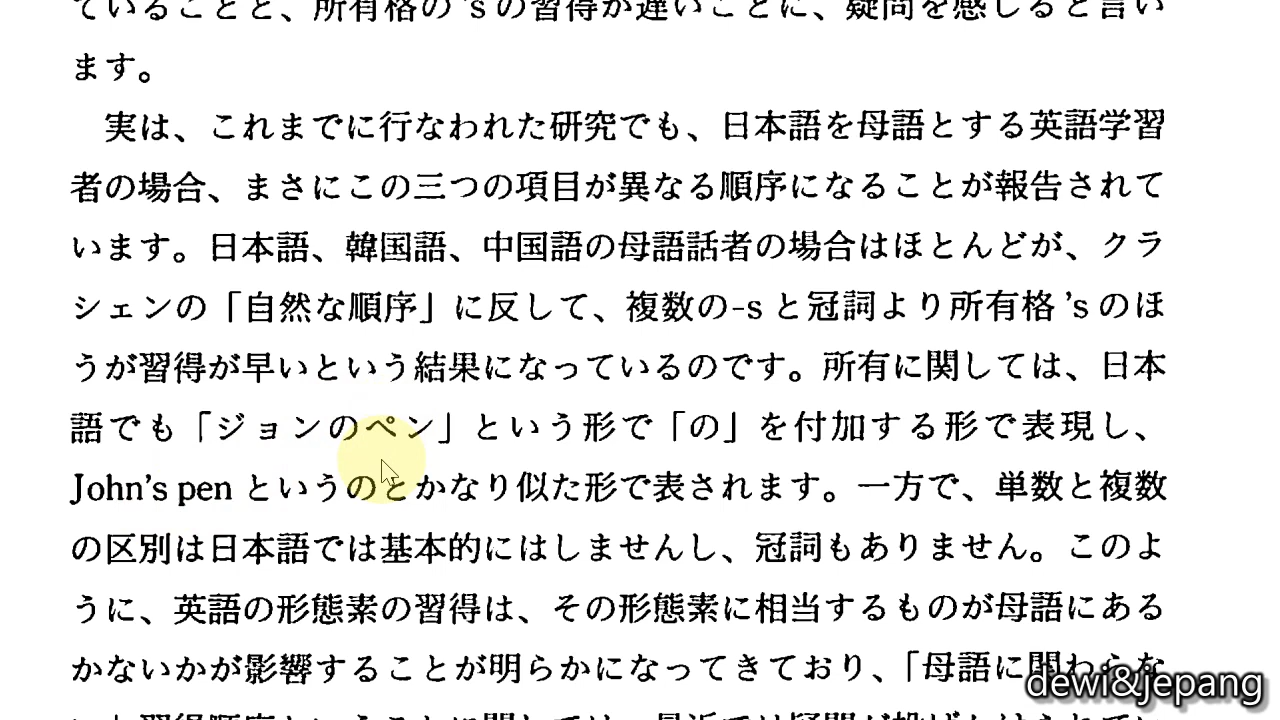 ていることと、所有格の 's の習得が遅いことに、疑問を感じると言い
ます。
実は、これまでに行なわれた研究でも、日本語を母語とする英語学習
者の場合、まさにこの三つの項目が異なる順序になることが報告されて
います。日本語、韓国語、中国語の母語話者の場合はほとんどが、クラ
シェンの「自然な順序」に反して、複数の-s と冠詞より所有格 's のほ
うが習得が早いという結果になっているのです。所有に関しては、日本
語でも「ジョンのペン」という形で「の」を付加する形で表現し、
John's pen というのとかなり似た形で表されます。一方で、単数と複数
の区別は日本語では基本的にはしませんし、冠詞もありません。このよ
うに、英語の形態素の習得は、その形態素に相当するものが母語にある
かないかが影響することが明らかになってきており、「母語に関わらな
dewi&jepang